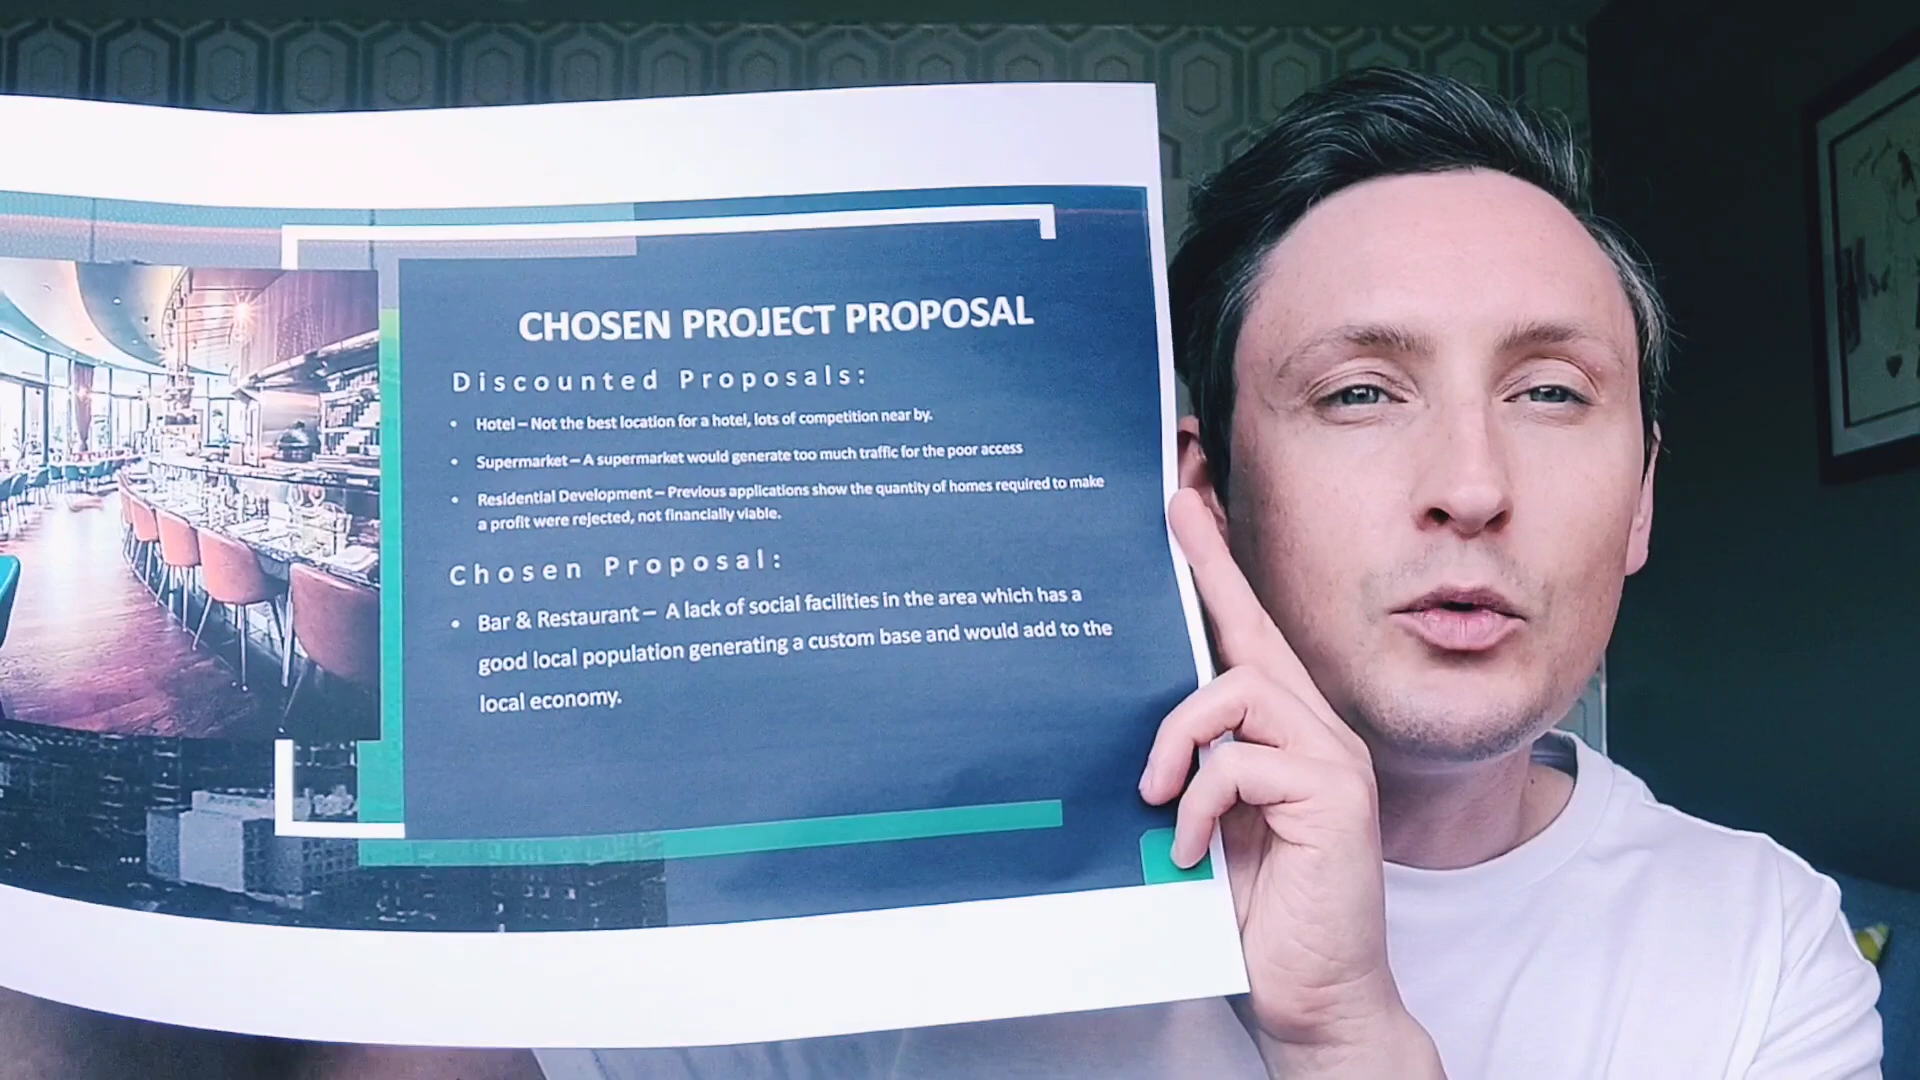 CHOSEN PROJECT PROPOSAL
Discounted Proposals:
• Hotel – Not the best location for a hotel, lots of competition near by.
• Supermarket – A supermarket would generate too much traffic for the poor access
• Residential Development – Previous applications show the quantity of homes required to make
a profit were rejected, not financially viable.
Chosen Proposal:
• Bar & Restaurant – A lack of social facilities in the area which has a
good local population generating a custom base and would add to the
local economy.